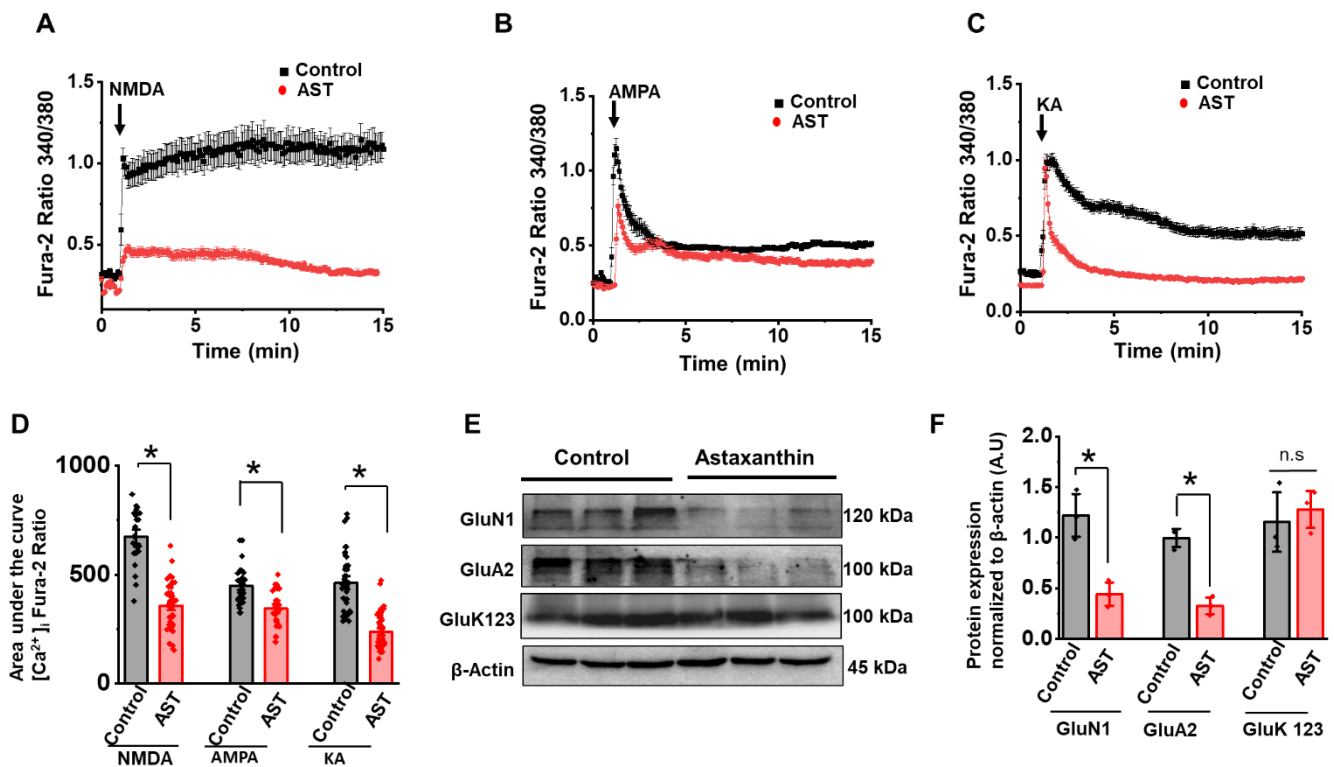 A
NMDA
Control
AST
Fura-2 Ratio 340/380
1.5
1.0
0.5
0
5
10
15
Time (min)
B
AMPA
Control
AST
Fura-2 Ratio 340/380
1.5
1.0
0.5
0.0
0
5
10
15
Time (min)
C
KA
Control
AST
Fura-2 Ratio 340/380
1.5
1.0
0.5
0.0
0
5
10
15
Time (min)
D
Area under the curve
[Ca²⁺]ᵢ Fura-2 Ratio
1000
500
0
*
*
*
Control
AST
Control
AST
Control
AST
NMDA
AMPA
KA
E
Control
Astaxanthin
GluN1
120 kDa
GluA2
100 kDa
GluK123
100 kDa
β-Actin
45 kDa
F
Protein expression
normalized to β-actin (A.U)
2.0
1.5
1.0
0.5
0.0
*
*
n.s
Control
AST
Control
AST
Control
AST
GluN1
GluA2
GluK 123